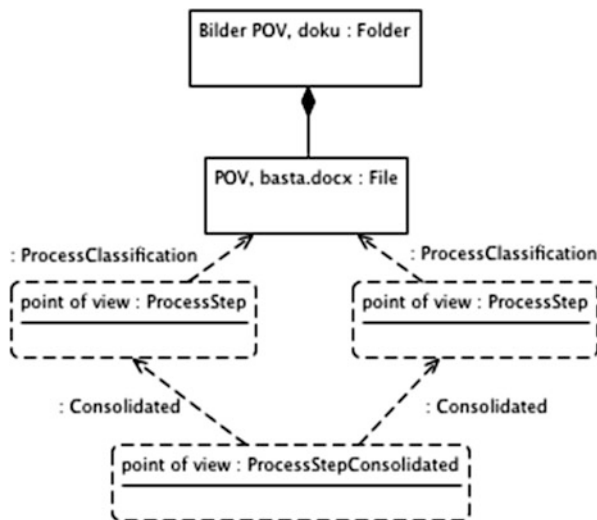 Bilder POV, doku : Folder
POV, basta.docx : File
: ProcessClassification
: ProcessClassification
point of view : ProcessStep
point of view : ProcessStep
: Consolidated
: Consolidated
point of view : ProcessStepConsolidated